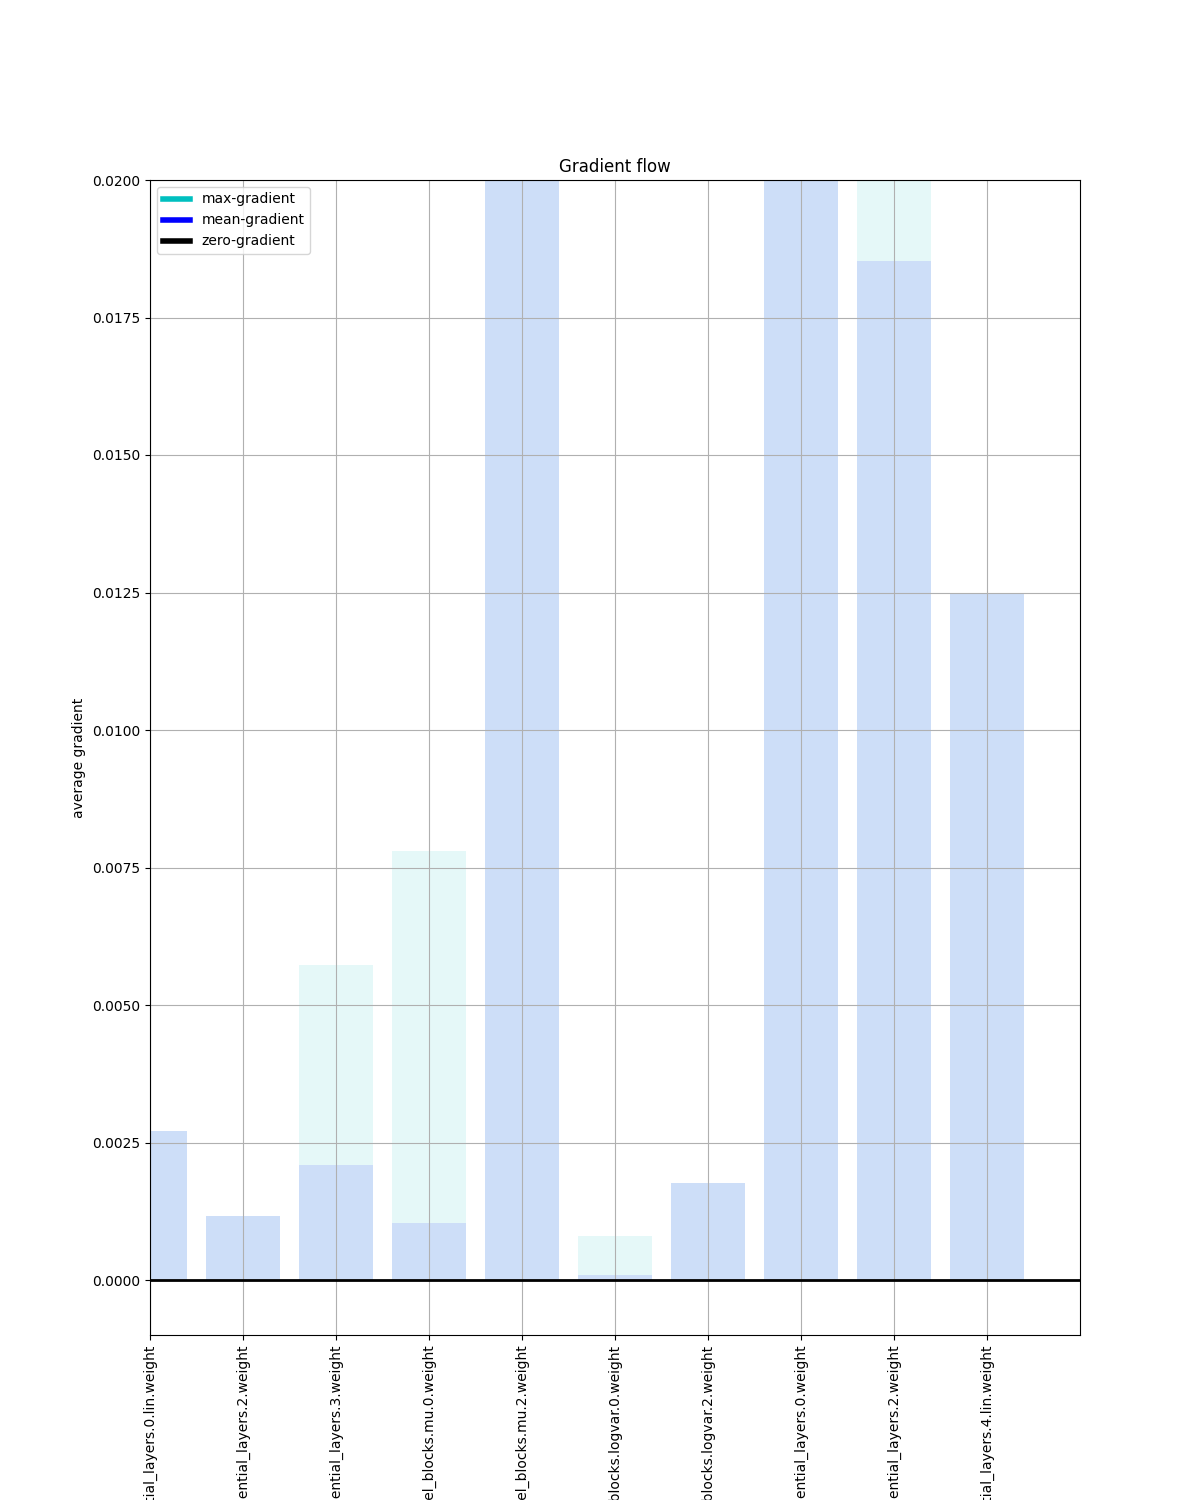 Gradient flow
max-gradient
mean-gradient
zero-gradient
0.0200
0.0175
0.0150
0.0125
0.0100
0.0075
0.0050
0.0025
0.0000
average gradient
tial_layers.0.lin.weight
ential_layers.2.weight
ential_layers.3.weight
el_blocks.mu.0.weight
el_blocks.mu.2.weight
blocks.logvar.0.weight
blocks.logvar.2.weight
ential_layers.0.weight
ential_layers.2.weight
tial_layers.4.lin.weight